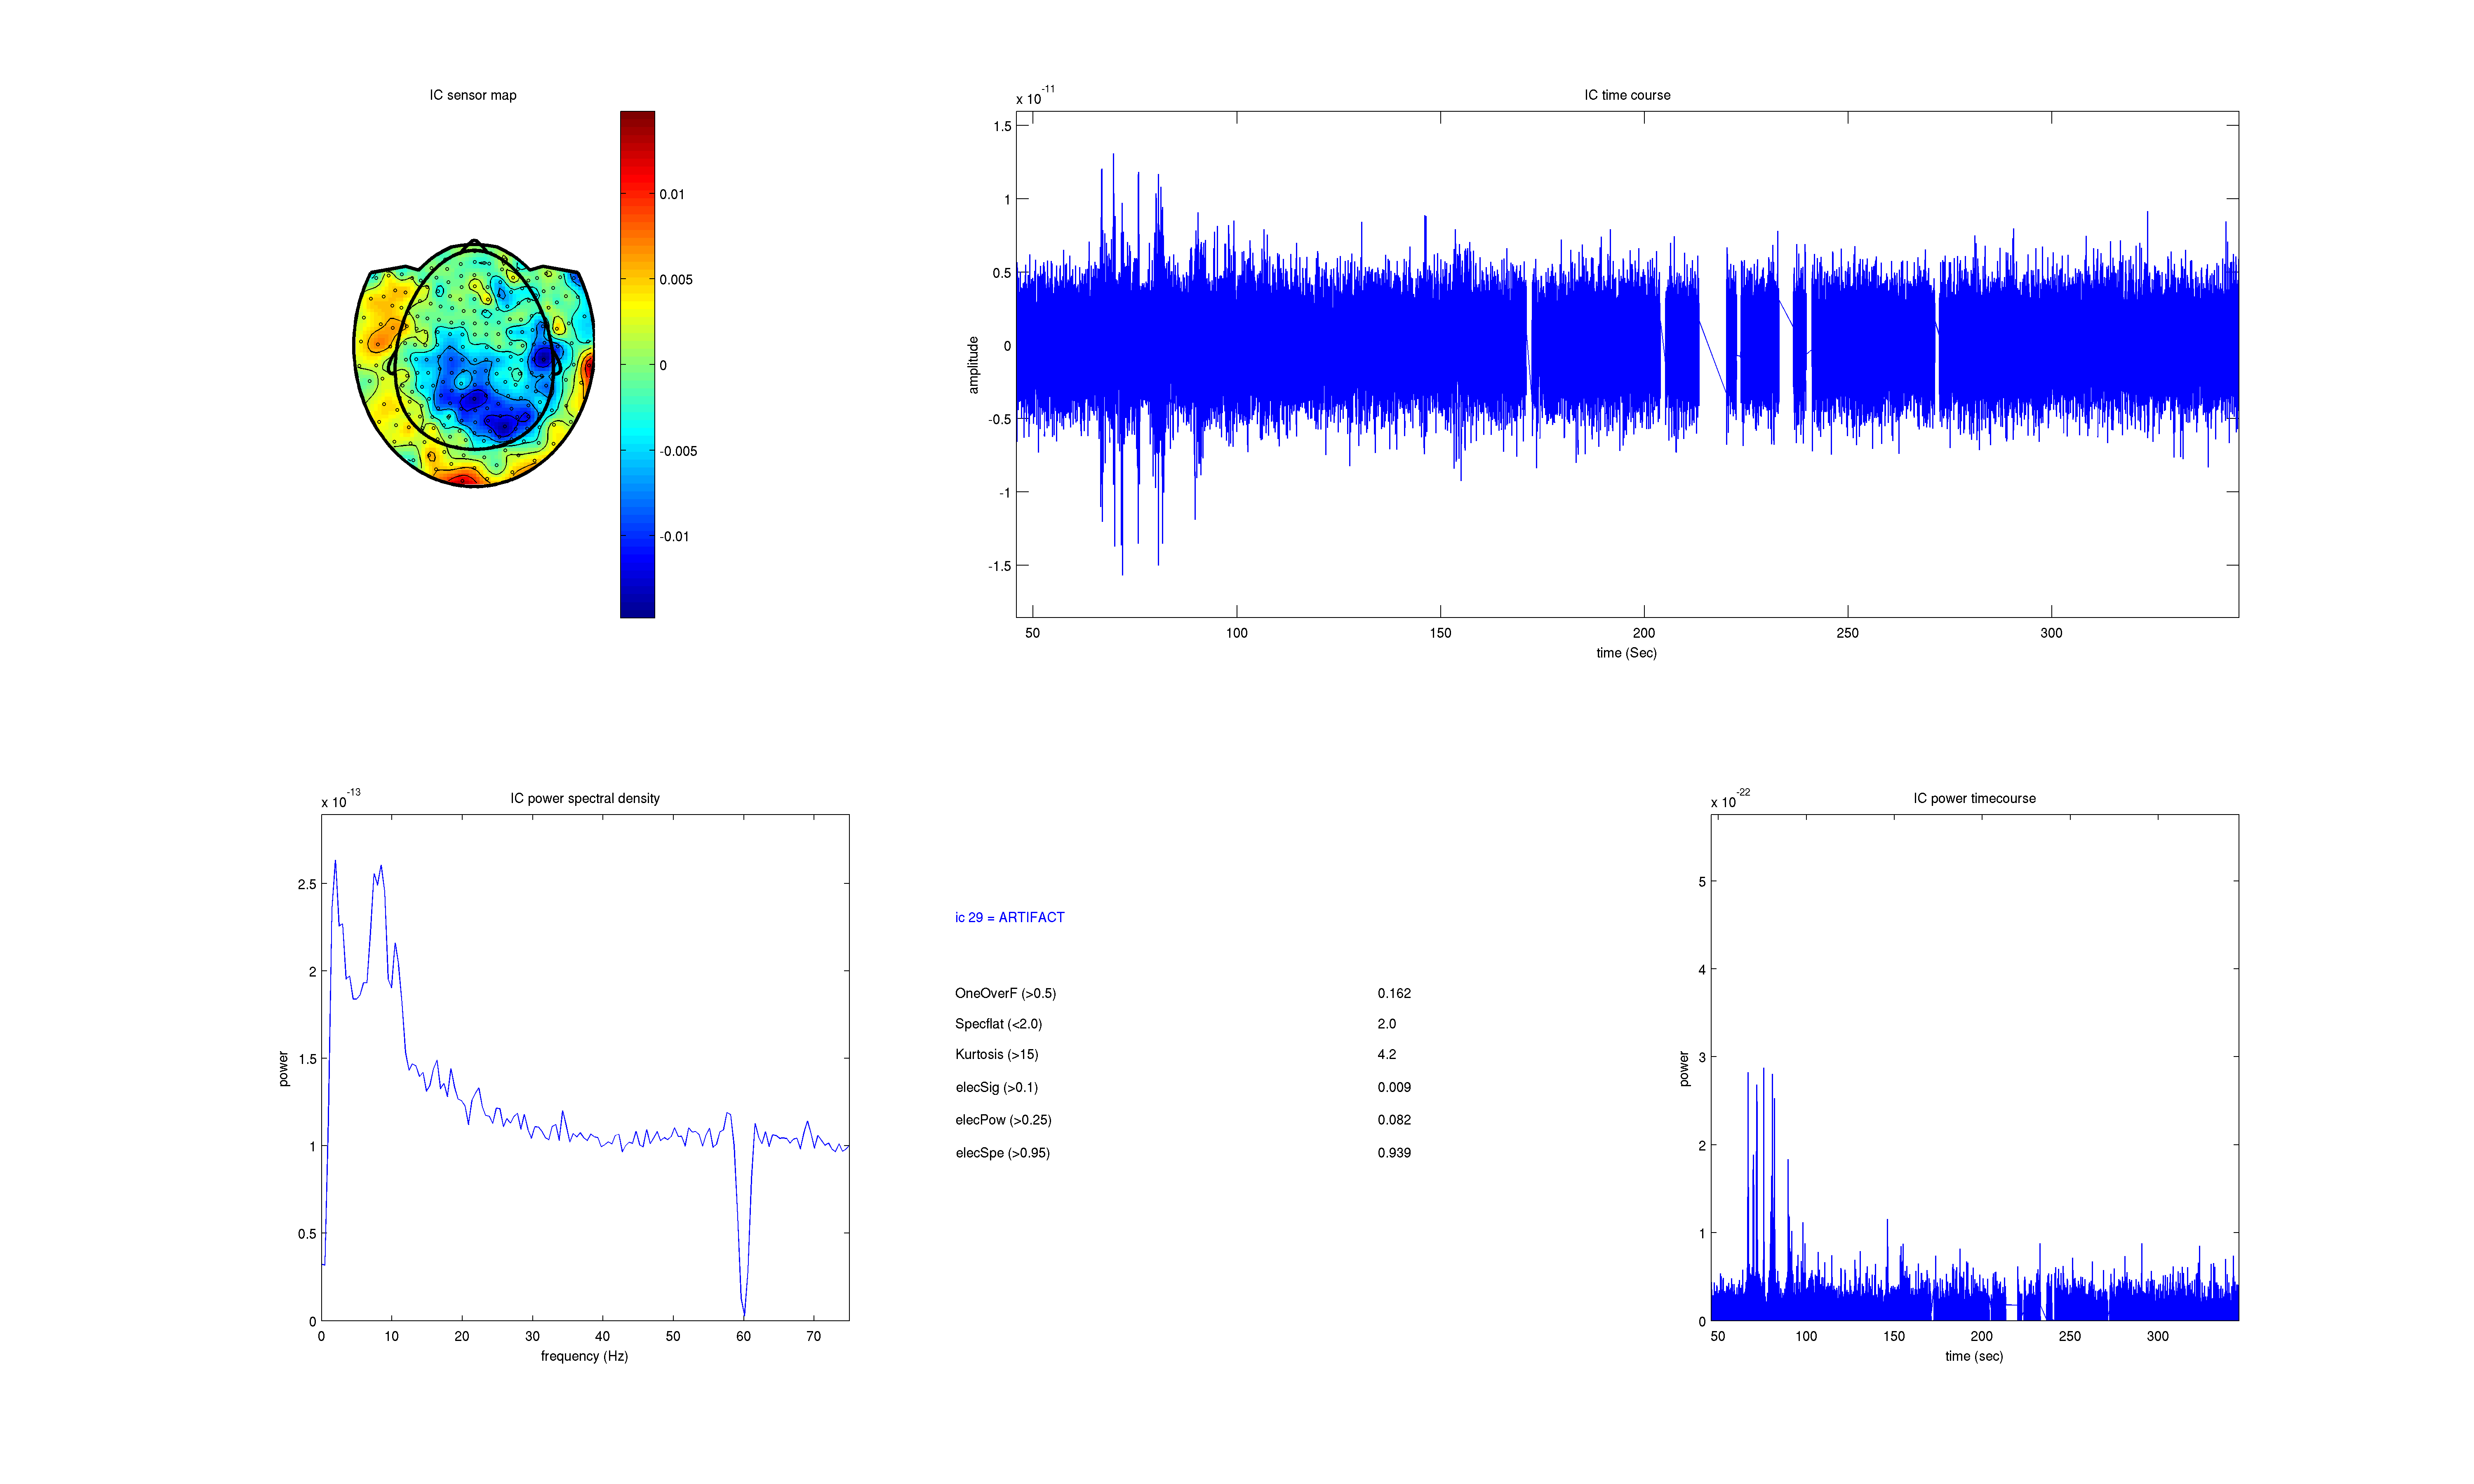 IC sensor map
0.01
0.005
0
-0.005
-0.01
IC time course
x 10-11
1.5
1
0.5
0
-0.5
-1
-1.5
amplitude
50 100 150 200 250 300
time (Sec)
IC power spectral density
x 10-13
2.5
2
1.5
1
0.5
0
power
0 10 20 30 40 50 60 70
frequency (Hz)
ic 29 = ARTIFACT
OneOverF (>0.5) 0.162
Specflat (<2.0) 2.0
Kurtosis (>15) 4.2
elecSig (>0.1) 0.009
elecPow (>0.25) 0.082
elecSpe (>0.95) 0.939
IC power timecourse
x 10-22
5
4
3
2
1
0
power
50 100 150 200 250 300
time (sec)